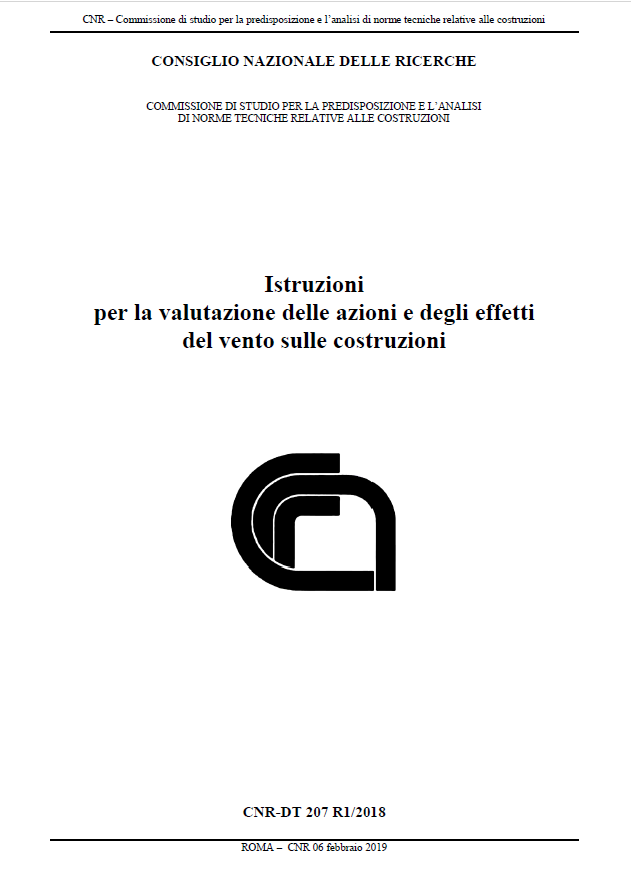 CNR – Commissione di studio per la predisposizione e l’analisi di norme tecniche relative alle costruzioni
CONSIGLIO NAZIONALE DELLE RICERCHE
COMMISSIONE DI STUDIO PER LA PREDISPOSIZIONE E L’ANALISI
DI NORME TECNICHE RELATIVE ALLE COSTRUZIONI
Istruzioni
per la valutazione delle azioni e degli effetti
del vento sulle costruzioni
CNR-DT 207 R1/2018
ROMA – CNR 06 febbraio 2019